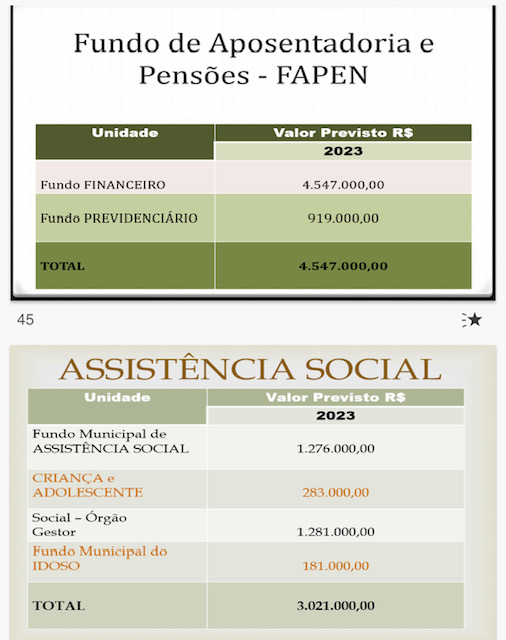 Fundo de Aposentadoria e
Pensões - FAPEN
Unidade Valor Previsto R$
2023
Fundo FINANCEIRO 4.547.000,00
Fundo PREVIDENCIÁRIO 919.000,00
TOTAL 4.547.000,00
45
ASSISTÊNCIA SOCIAL
Unidade Valor Previsto R$
2023
Fundo Municipal de
ASSISTÊNCIA SOCIAL 1.276.000,00
CRIANÇA e
ADOLESCENTE 283.000,00
Social – Órgão
Gestor 1.281.000,00
Fundo Municipal do
IDOSO 181.000,00
TOTAL 3.021.000,00